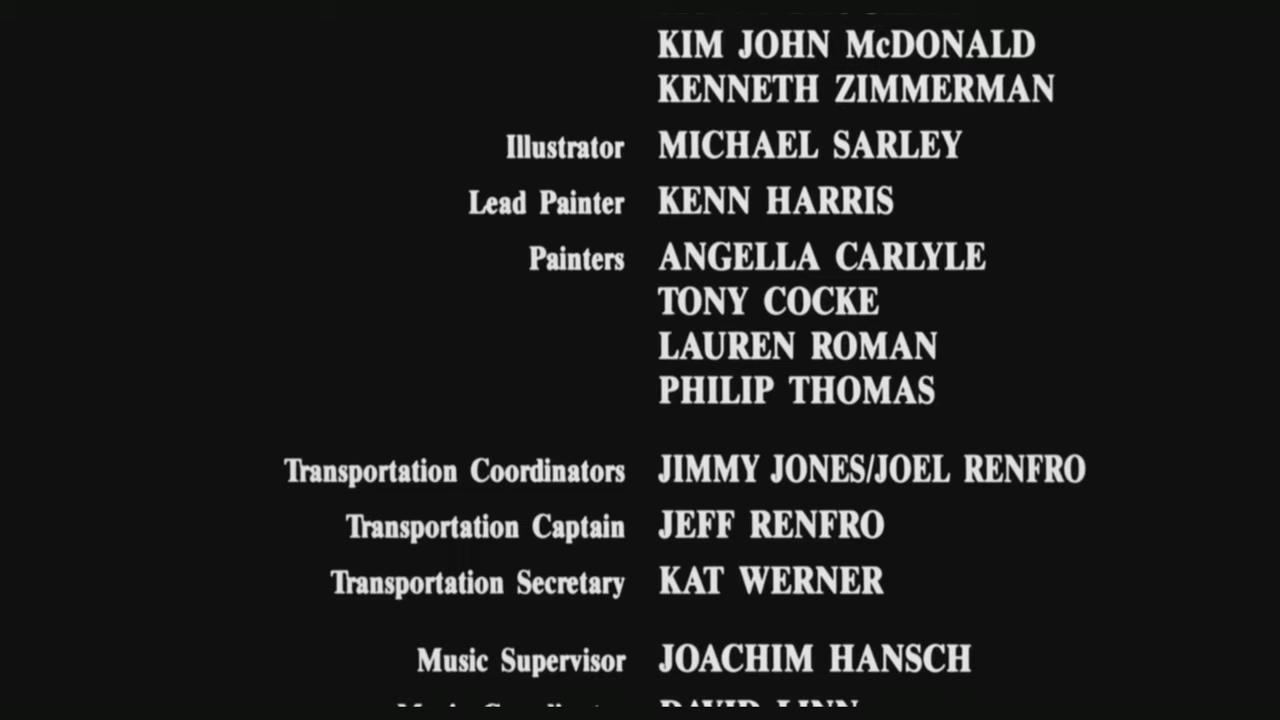 KIM JOHN McDONALD
KENNETH ZIMMERMAN
Illustrator MICHAEL SARLEY
Lead Painter KENN HARRIS
Painters ANGELLA CARLYLE
TONY COCKE
LAUREN ROMAN
PHILIP THOMAS
Transportation Coordinators JIMMY JONES/JOEL RENFRO
Transportation Captain JEFF RENFRO
Transportation Secretary KAT WERNER
Music Supervisor JOACHIM HANSCH
DAVID LINN